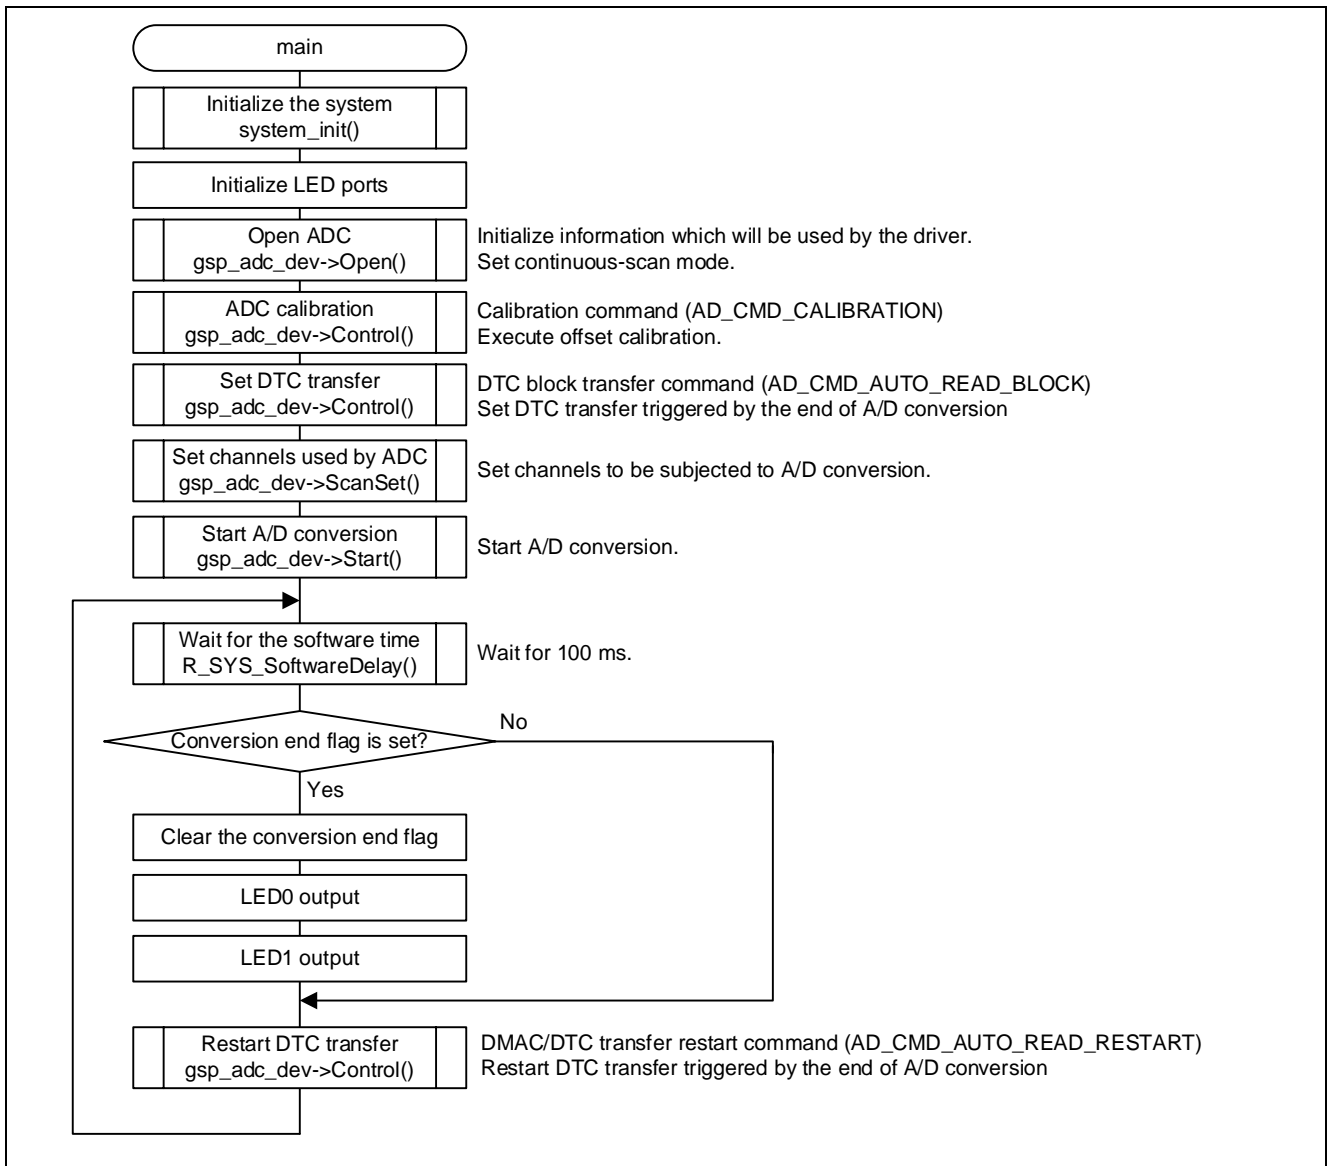 main
Initialize the system
system_init()
Initialize LED ports
Open ADC
gsp_adc_dev->Open()
Initialize information which will be used by the driver.
Set continuous-scan mode.
ADC calibration
gsp_adc_dev->Control()
Calibration command (AD_CMD_CALIBRATION)
Execute offset calibration.
Set DTC transfer
gsp_adc_dev->Control()
DTC block transfer command (AD_CMD_AUTO_READ_BLOCK)
Set DTC transfer triggered by the end of A/D conversion
Set channels used by ADC
gsp_adc_dev->ScanSet()
Set channels to be subjected to A/D conversion.
Start A/D conversion
gsp_adc_dev->Start()
Start A/D conversion.
Wait for the software time
R_SYS_SoftwareDelay()
Wait for 100 ms.
Conversion end flag is set?
No
Yes
Clear the conversion end flag
LED0 output
LED1 output
Restart DTC transfer
gsp_adc_dev->Control()
DMAC/DTC transfer restart command (AD_CMD_AUTO_READ_RESTART)
Restart DTC transfer triggered by the end of A/D conversion